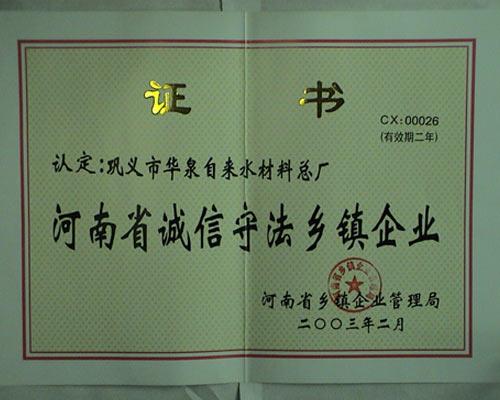 证书
CX:00026
(有效期二年)
认定:巩义市华泉自来水材料总厂
河南省诚信守法乡镇企业
河南省乡镇企业管理局
二〇〇三年二月